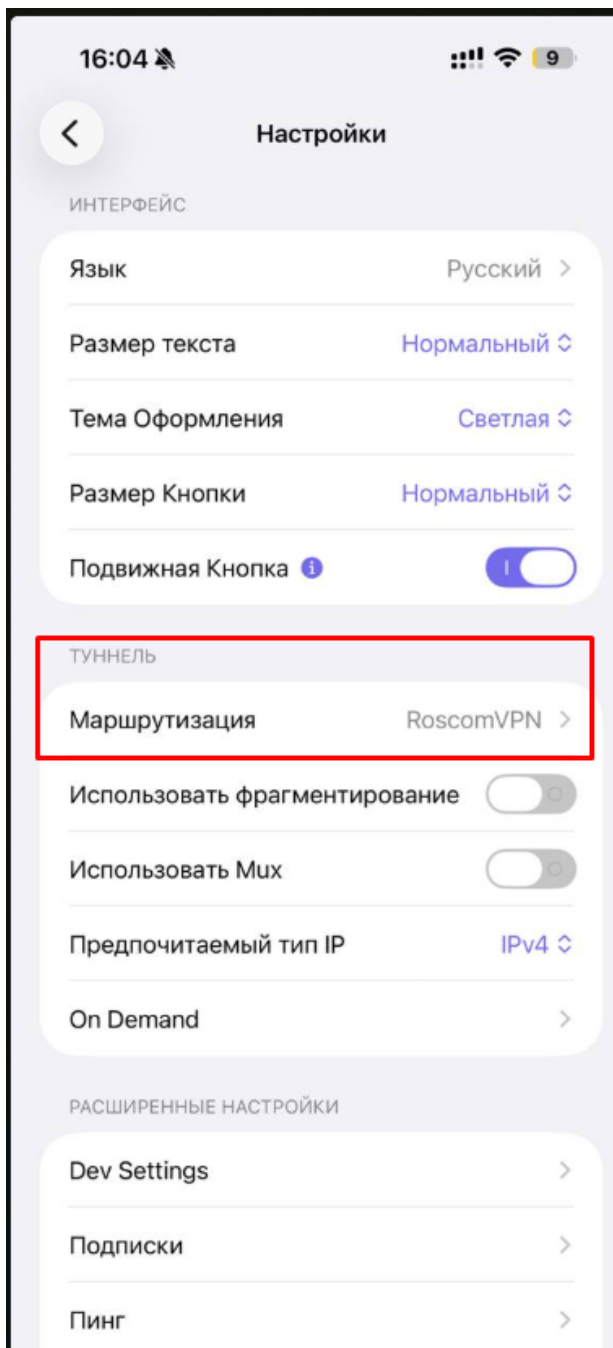 16:04
9
Настройки
ИНТЕРФЕЙС
Язык Русский
Размер текста Нормальный
Тема Оформления Светлая
Размер Кнопки Нормальный
Подвижная Кнопка
ТУННЕЛЬ
Маршрутизация RoscomVPN
Использовать фрагментирование
Использовать Mux
Предпочитаемый тип IP IPv4
On Demand
РАСШИРЕННЫЕ НАСТРОЙКИ
Dev Settings
Подписки
Пинг